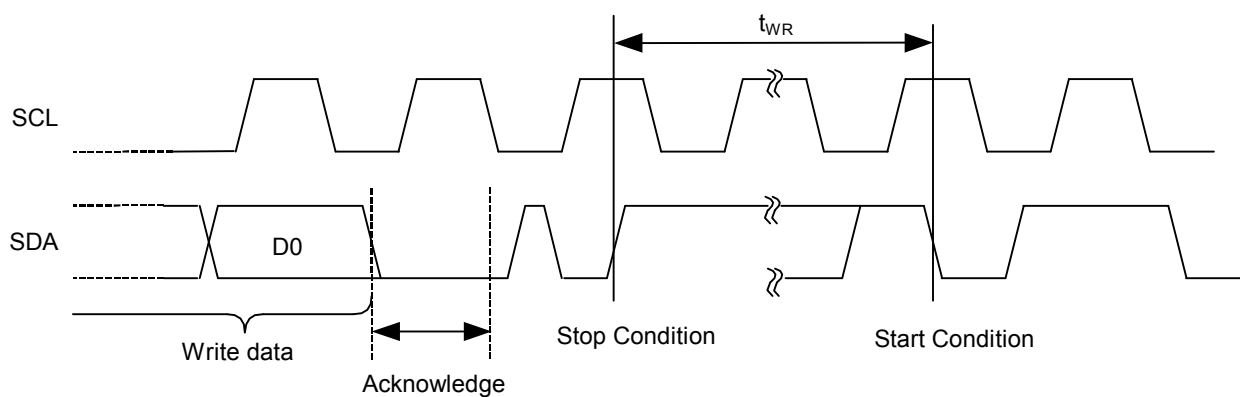 tWR
SCL
SDA
D0
Write data
Acknowledge
Stop Condition
Start Condition